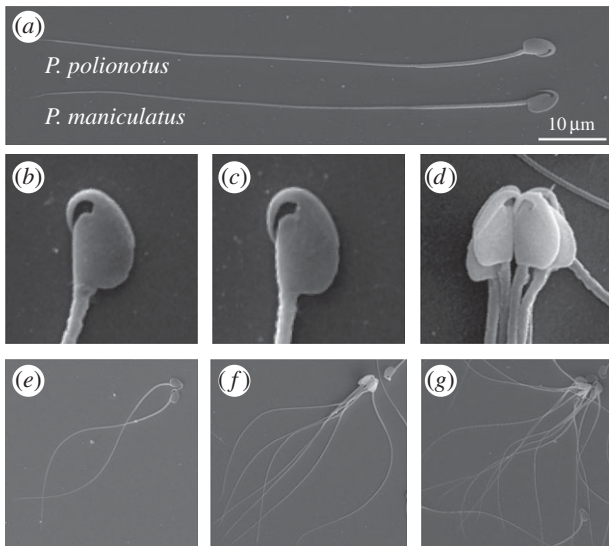 (a)
P. polionotus
P. maniculatus
10 µm
(b) (c) (d)
(e) (f) (g)